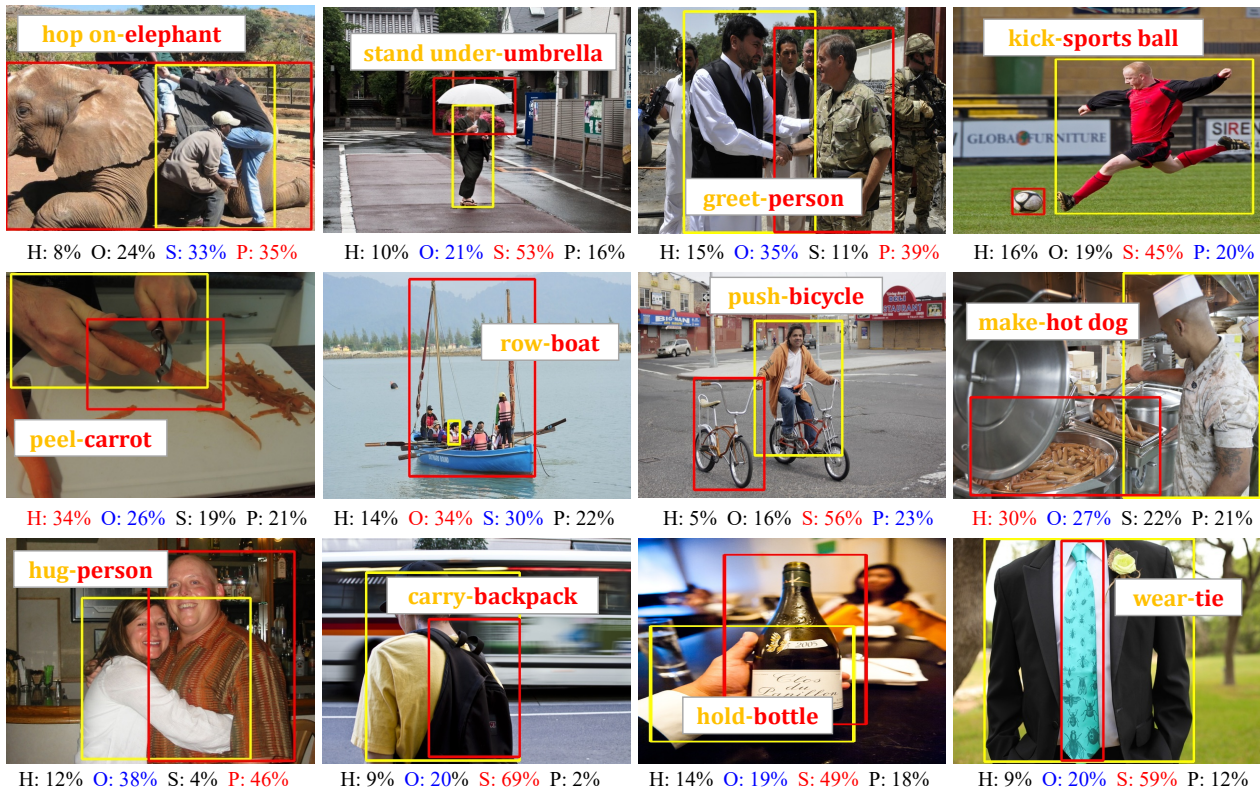 hop on-elephant
stand under-umbrella
greet-person
kick-sports ball
GLOBAL FURNITURE
SIRE
H: 8% O: 24% S: 33% P: 35%
H: 10% O: 21% S: 53% P: 16%
H: 15% O: 35% S: 11% P: 39%
H: 16% O: 19% S: 45% P: 20%
peel-carrot
row-boat
push-bicycle
make-hot dog
H: 34% O: 26% S: 19% P: 21%
H: 14% O: 34% S: 30% P: 22%
H: 5% O: 16% S: 56% P: 23%
H: 30% O: 27% S: 22% P: 21%
hug-person
carry-backpack
hold-bottle
2005
Clos
du
wear-tie
H: 12% O: 38% S: 4% P: 46%
H: 9% O: 20% S: 69% P: 2%
H: 14% O: 19% S: 49% P: 18%
H: 9% O: 20% S: 59% P: 12%